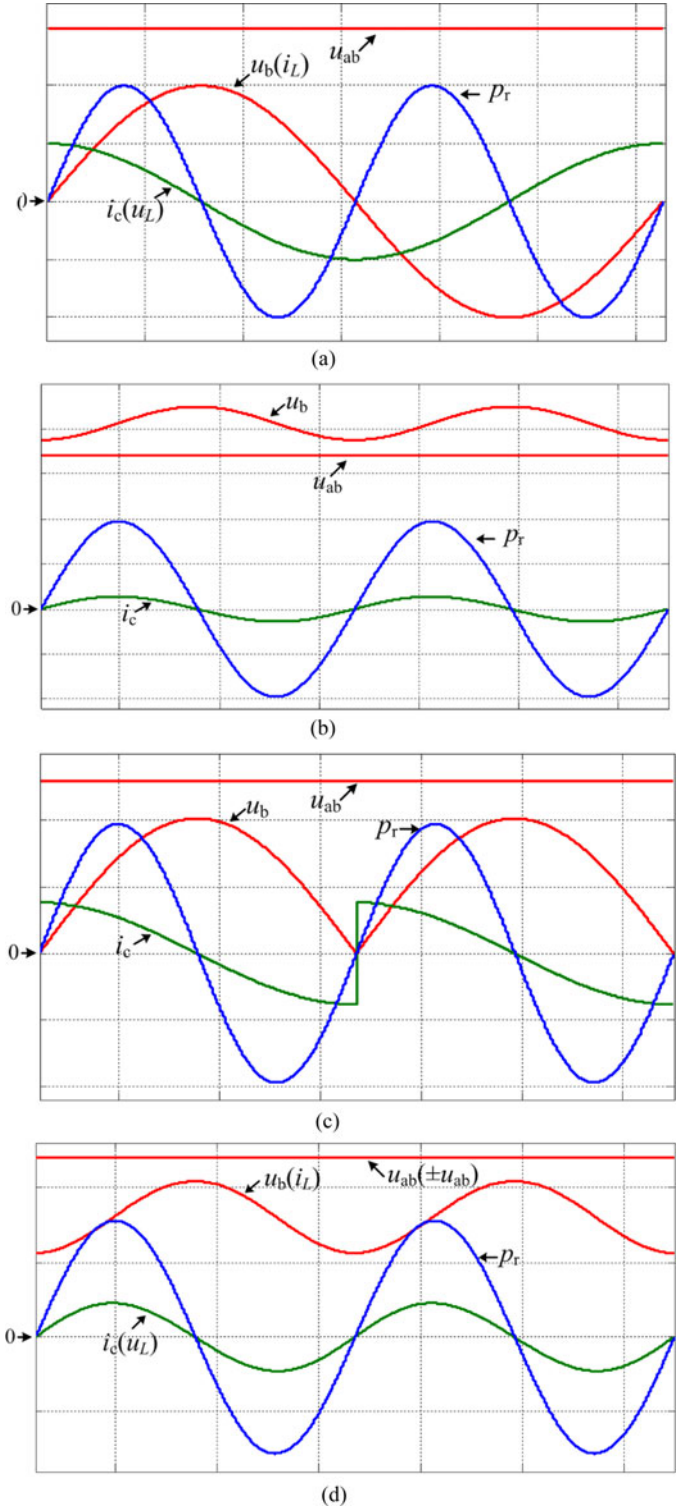 u_ab
u_b(i_L)
p_r
i_c(u_L)
0
(a)
u_b
u_ab
p_r
0
i_c
(b)
u_ab
u_b
p_r
i_c
0
(c)
u_ab(±u_ab)
u_b(i_L)
p_r
0
i_c(u_L)
(d)